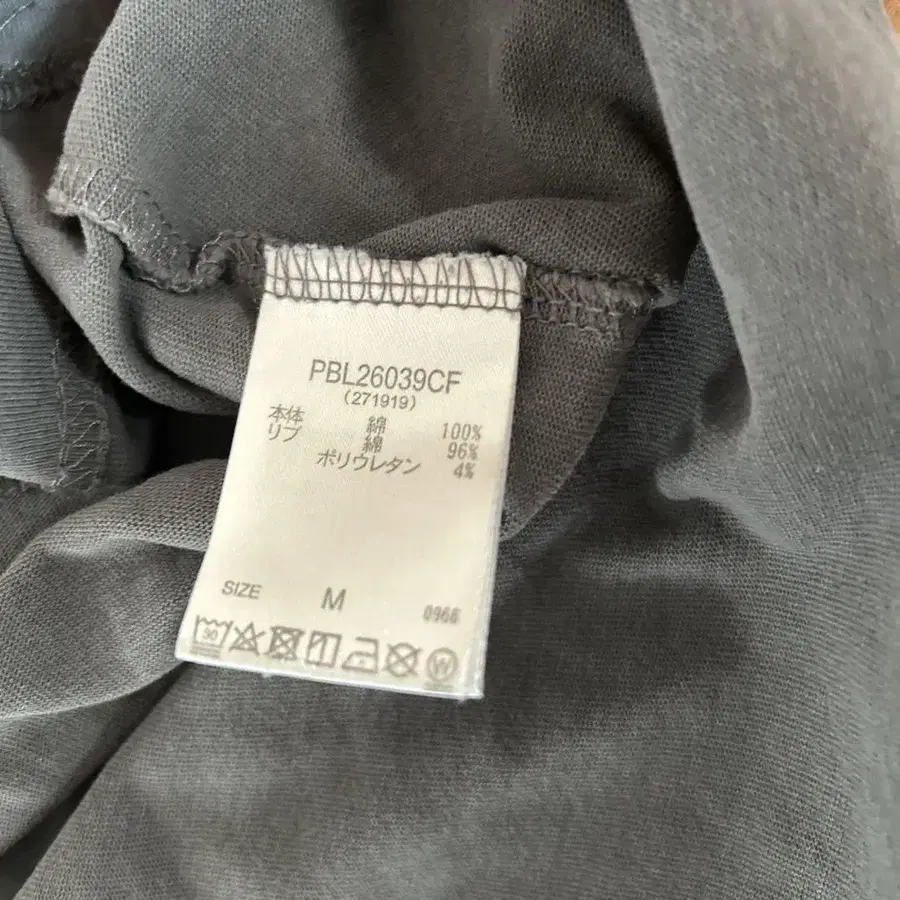 PBL26039CF
(271919)
本体 綿 100%
リブ 綿 96%
ポリウレタン 4%
SIZE M 0966
30 W